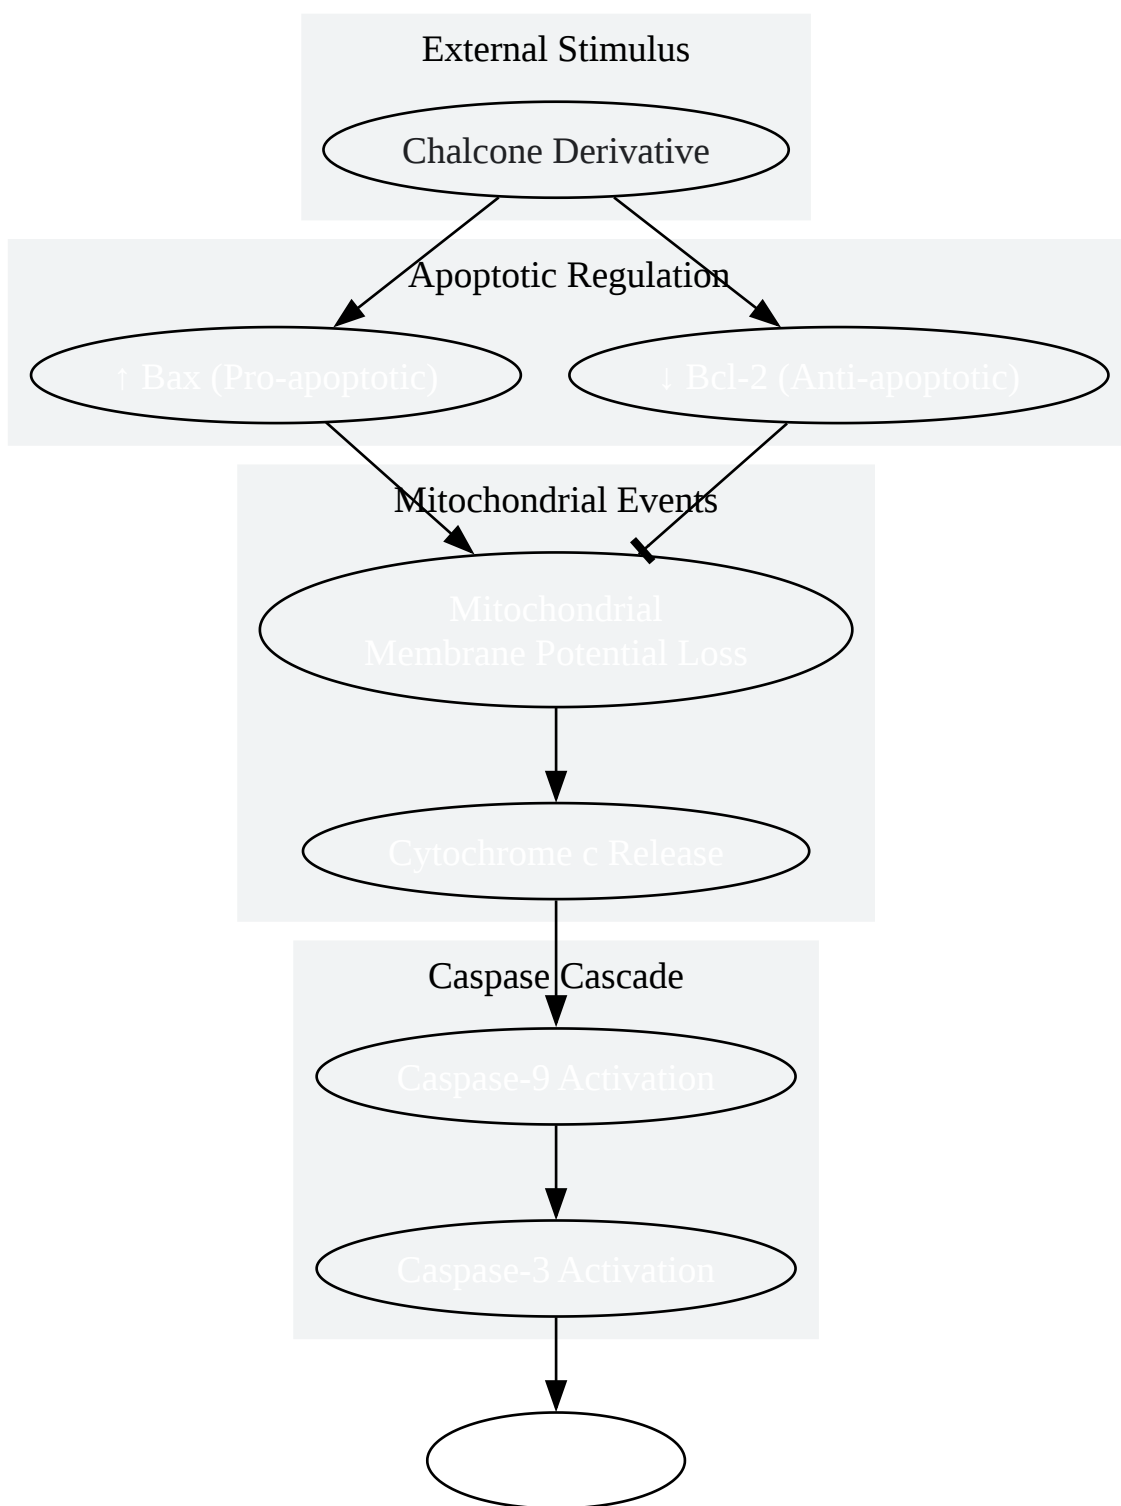 External Stimulus
Chalcone Derivative
Apoptotic Regulation
↑ Bax (Pro-apoptotic)
↓ Bcl-2 (Anti-apoptotic)
Mitochondrial Events
Mitochondrial
Membrane Potential Loss
Cytochrome c Release
Caspase Cascade
Caspase-9 Activation
Caspase-3 Activation